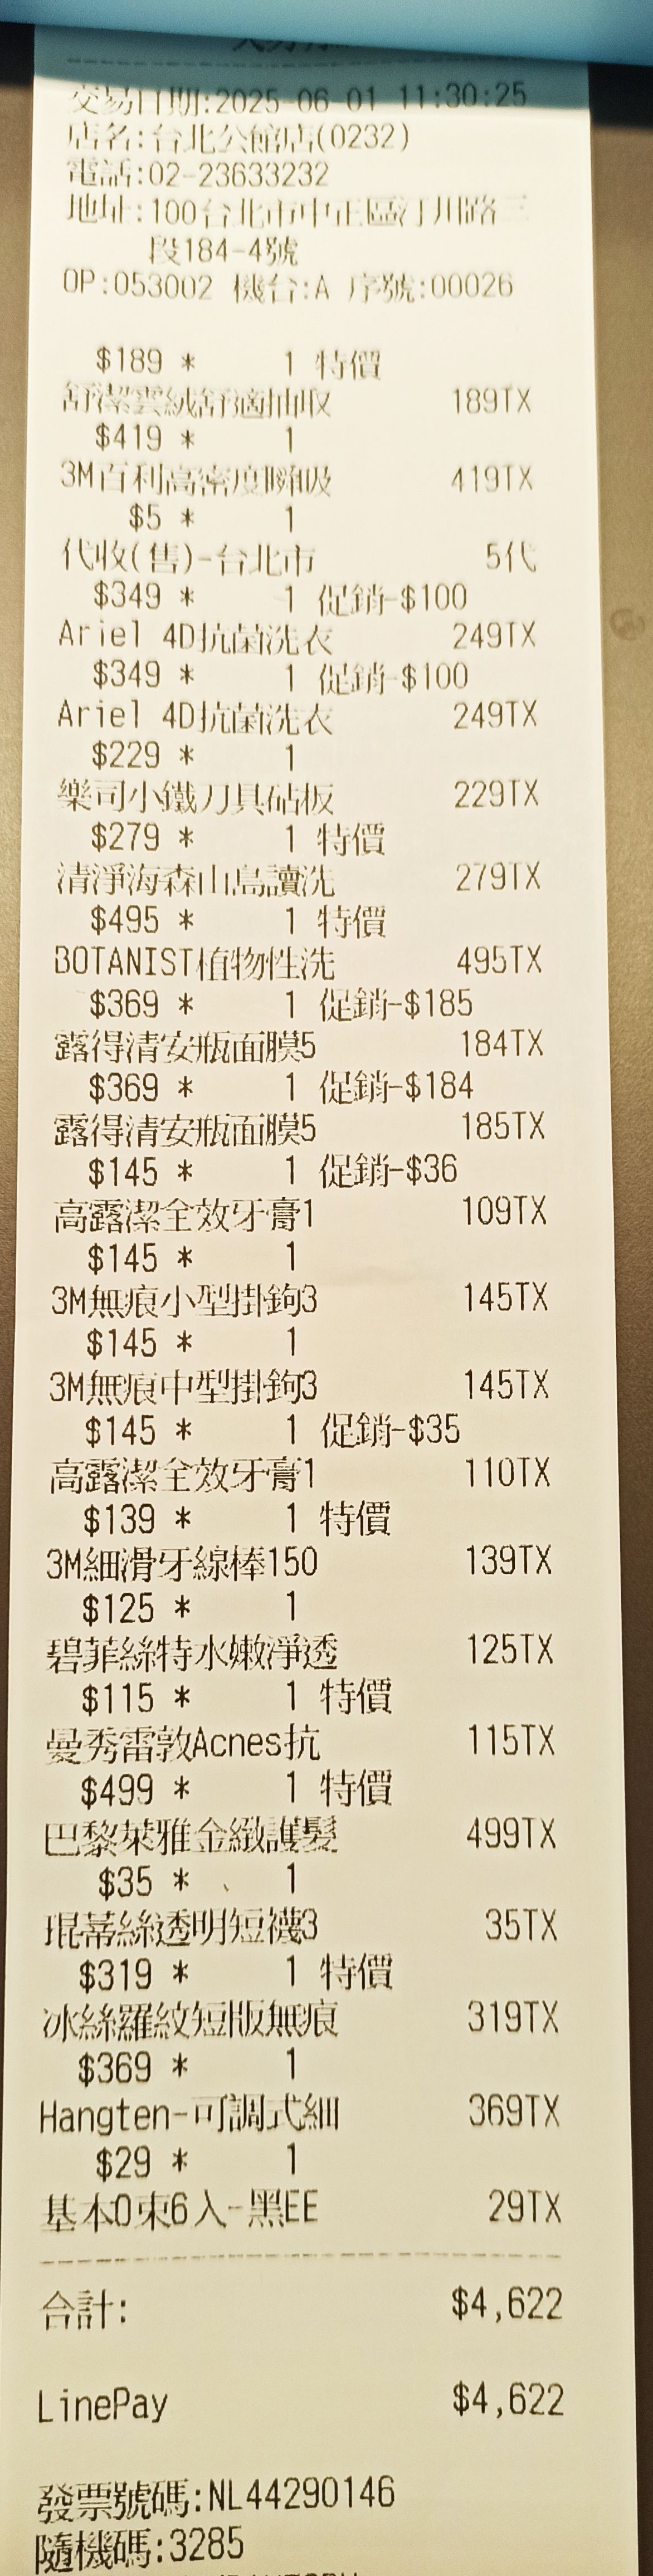 交易日期:2025-06-01 11:30:25
店名:台北公館店(0232)
電話:02-23633232
地址:100台北市中正區汀州路三
段184-4號
OP:053002 機台:A 序號:00026
$189 * 1 特價
舒潔雲絨舒適抽取 189TX
$419 * 1
3M百利高密度瞬吸 419TX
$5 * 1
代收(售)-台北市 5代
$349 * 1 促銷-$100
Ariel 4D抗菌洗衣 249TX
$349 * 1 促銷-$100
Ariel 4D抗菌洗衣 249TX
$229 * 1
樂司小鐵刀具砧板 229TX
$279 * 1 特價
清淨海森山島讀洗 279TX
$495 * 1 特價
BOTANIST植物性洗 495TX
$369 * 1 促銷-$185
露得清安瓶面膜5 184TX
$369 * 1 促銷-$184
露得清安瓶面膜5 185TX
$145 * 1 促銷-$36
高露潔全效牙膏1 109TX
$145 * 1
3M無痕小型掛鉤3 145TX
$145 * 1
3M無痕中型掛鉤3 145TX
$145 * 1 促銷-$35
高露潔全效牙膏1 110TX
$139 * 1 特價
3M細滑牙線棒150 139TX
$125 * 1
碧菲絲特水嫩淨透 125TX
$115 * 1 特價
曼秀雷敦Acnes抗 115TX
$499 * 1 特價
巴黎萊雅金緻護髮 499TX
$35 * 1
琨蒂絲透明短襪3 35TX
$319 * 1 特價
冰絲羅紋短版無痕 319TX
$369 * 1
Hangten-可調式細 369TX
$29 * 1
基本O束6入-黑EE 29TX
合計: $4,622
LinePay $4,622
發票號碼:NL44290146
隨機碼:3285